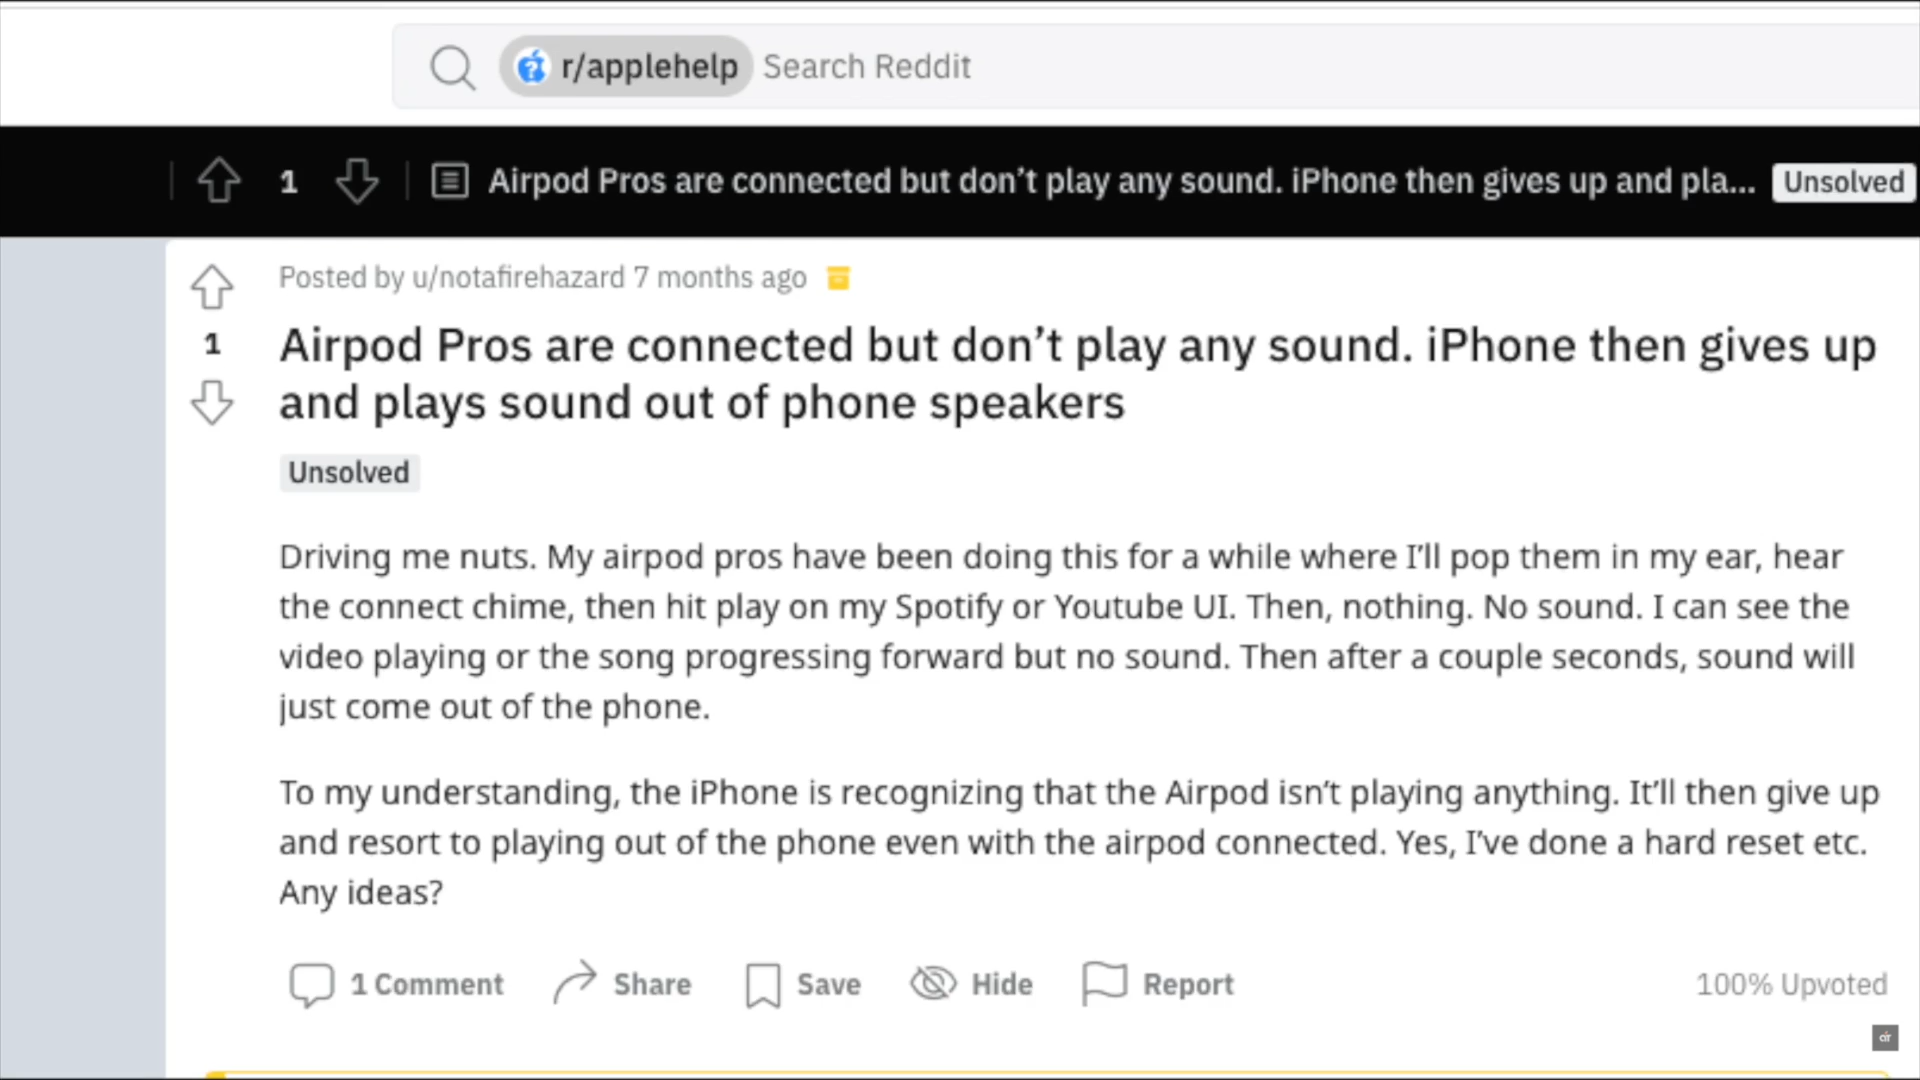 r/applehelp Search Reddit
1 Airpod Pros are connected but don't play any sound. iPhone then gives up and pla... Unsolved
Posted by u/notafirehazard 7 months ago
1
Airpod Pros are connected but don't play any sound. iPhone then gives up
and plays sound out of phone speakers
Unsolved
Driving me nuts. My airpod pros have been doing this for a while where I'll pop them in my ear, hear
the connect chime, then hit play on my Spotify or Youtube UI. Then, nothing. No sound. I can see the
video playing or the song progressing forward but no sound. Then after a couple seconds, sound will
just come out of the phone.
To my understanding, the iPhone is recognizing that the Airpod isn't playing anything. It'll then give up
and resort to playing out of the phone even with the airpod connected. Yes, I've done a hard reset etc.
Any ideas?
1 Comment Share Save Hide Report 100% Upvoted